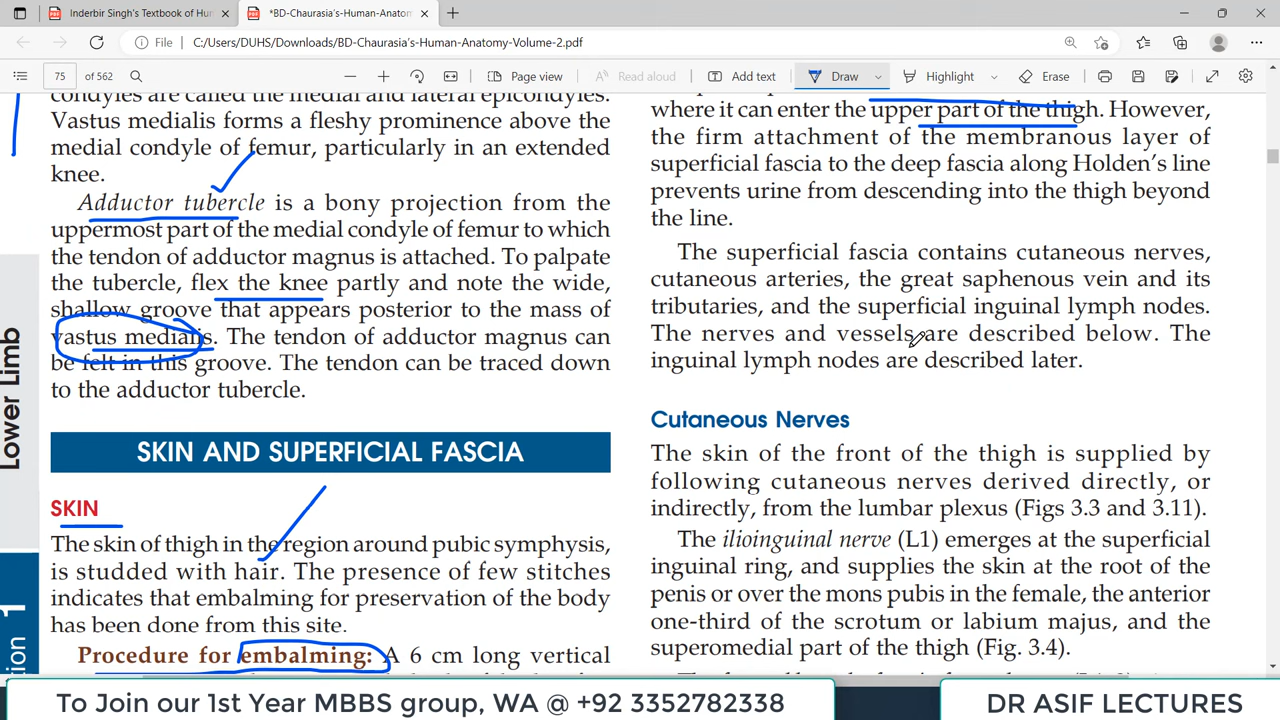 Inderbir Singh's Textbook of Hum
*BD-Chaurasia's-Human-Anatomy
File
C:/Users/DUHS/Downloads/BD-Chaurasia's-Human-Anatomy-Volume-2.pdf
75 of 562
Page view
Read aloud
Add text
Draw
Highlight
Erase
condyles are called the medial and lateral epicondyles.
Vastus medialis forms a fleshy prominence above the
medial condyle of femur, particularly in an extended
knee.
Adductor tubercle is a bony projection from the
uppermost part of the medial condyle of femur to which
the tendon of adductor magnus is attached. To palpate
the tubercle, flex the knee partly and note the wide,
shallow groove that appears posterior to the mass of
vastus medialis. The tendon of adductor magnus can
be felt in this groove. The tendon can be traced down
to the adductor tubercle.
SKIN AND SUPERFICIAL FASCIA
SKIN
The skin of thigh in the region around pubic symphysis,
is studded with hair. The presence of few stitches
indicates that embalming for preservation of the body
has been done from this site.
Procedure for embalming: A 6 cm long vertical
Lower Limb
ction 1
where it can enter the upper part of the thigh. However,
the firm attachment of the membranous layer of
superficial fascia to the deep fascia along Holden's line
prevents urine from descending into the thigh beyond
the line.
The superficial fascia contains cutaneous nerves,
cutaneous arteries, the great saphenous vein and its
tributaries, and the superficial inguinal lymph nodes.
The nerves and vessels are described below. The
inguinal lymph nodes are described later.
Cutaneous Nerves
The skin of the front of the thigh is supplied by
following cutaneous nerves derived directly, or
indirectly, from the lumbar plexus (Figs 3.3 and 3.11).
The ilioinguinal nerve (L1) emerges at the superficial
inguinal ring, and supplies the skin at the root of the
penis or over the mons pubis in the female, the anterior
one-third of the scrotum or labium majus, and the
superomedial part of the thigh (Fig. 3.4).
To Join our 1st Year MBBS group, WA @ +92 3352782338
DR ASIF LECTURES